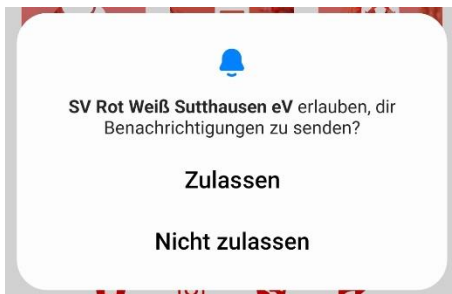 SV Rot Weiß Sutthausen eV erlauben, dir
Benachrichtigungen zu senden?
Zulassen
Nicht zulassen